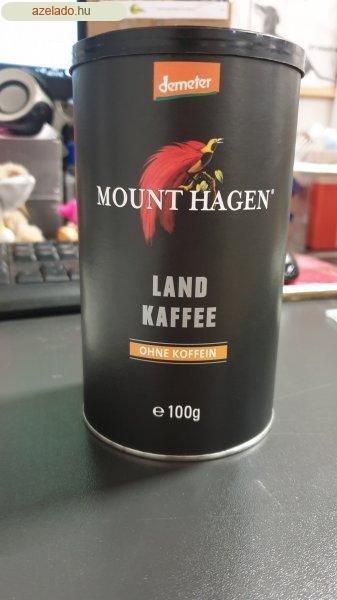 azelado.hu
demeter
MOUNT HAGEN®
LAND
KAFFEE
OHNE KOFFEIN
e 100g